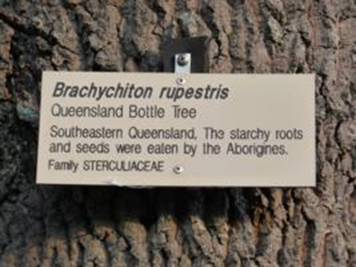 Brachychiton rupestris
Queensland Bottle Tree
Southeastern Queensland, The starchy roots
and seeds were eaten by the Aborigines.
Family STERCULIACEAE